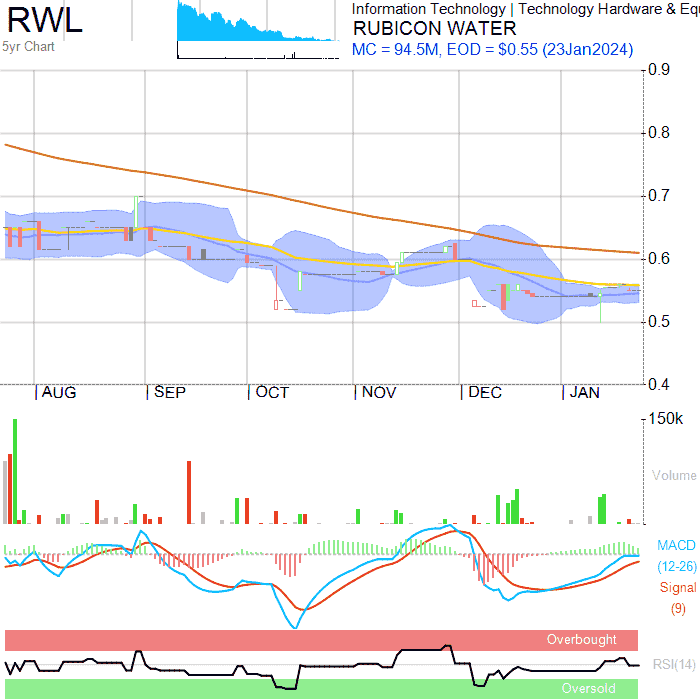 RWL
5yr Chart
Information Technology | Technology Hardware & Equ
RUBICON WATER
MC = 94.5M, EOD = $0.55 (23Jan2024)
0.9
0.8
0.7
0.6
0.5
0.4
AUG SEP OCT NOV DEC JAN
150k
Volume
MACD
(12-26)
Signal
(9)
Overbought
RSI(14)
Oversold